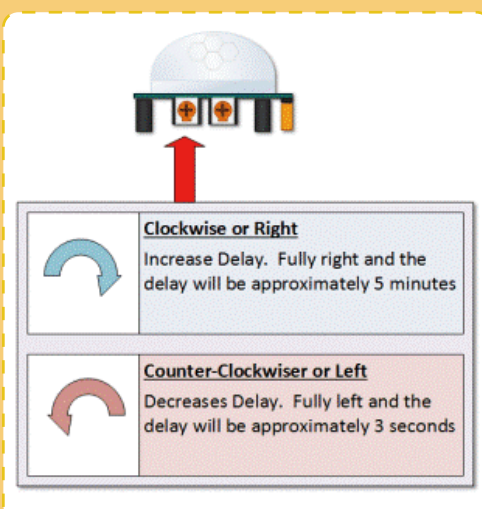 Clockwise or Right
Increase Delay.  Fully right and the
delay will be approximately 5 minutes
Counter-Clockwiser or Left
Decreases Delay.  Fully left and the
delay will be approximately 3 seconds